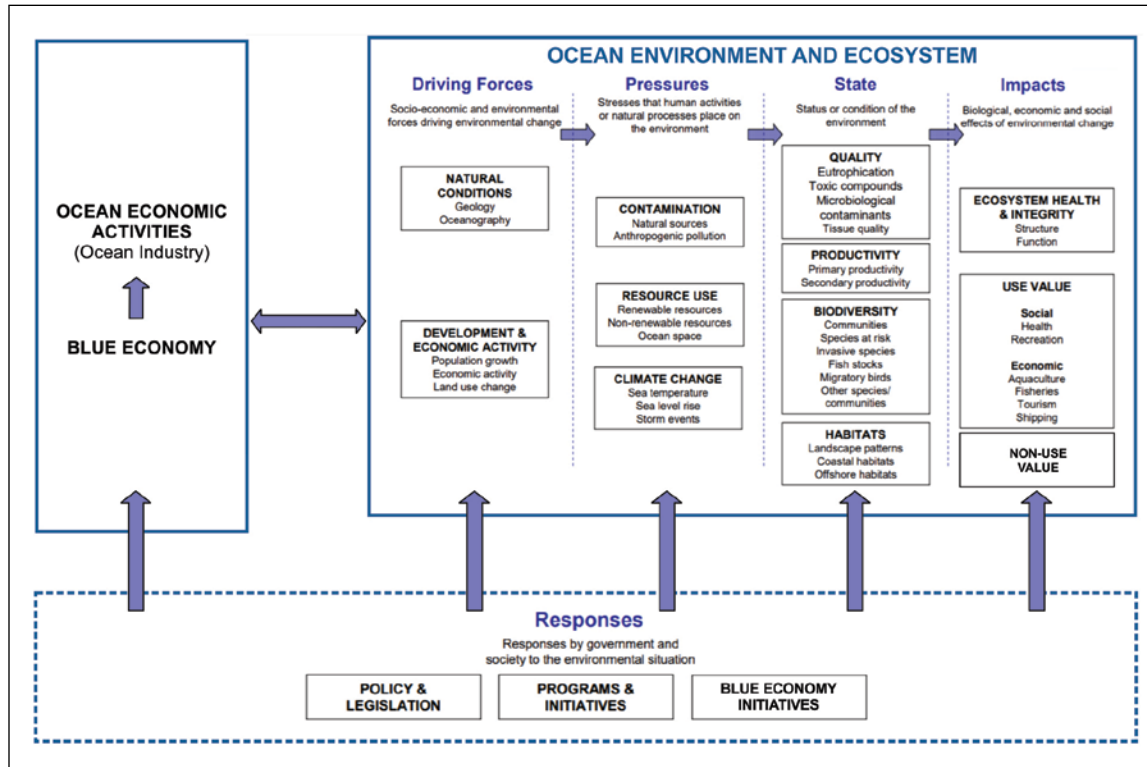 OCEAN ECONOMIC
ACTIVITIES
(Ocean Industry)
BLUE ECONOMY
OCEAN ENVIRONMENT AND ECOSYSTEM
Driving Forces
Socio-economic and environmental
forces driving environmental change
NATURAL
CONDITIONS
Geology
Oceanography
DEVELOPMENT &
ECONOMIC ACTIVITY
Population growth
Economic activity
Land use change
Pressures
Stresses that human activities
or natural processes place on
the environment
CONTAMINATION
Natural sources
Anthropogenic pollution
RESOURCE USE
Renewable resources
Non-renewable resources
Ocean space
CLIMATE CHANGE
Sea temperature
Sea level rise
Storm events
State
Status or condition of the
environment
QUALITY
Eutrophication
Toxic compounds
Microbiological
contaminants
Tissue quality
PRODUCTIVITY
Primary productivity
Secondary productivity
BIODIVERSITY
Communities
Species at risk
Invasive species
Fish stocks
Migratory birds
Other species/
communities
HABITATS
Landscape patterns
Coastal habitats
Offshore habitats
Impacts
Biological, economic and social
effects of environmental change
ECOSYSTEM HEALTH
& INTEGRITY
Structure
Function
USE VALUE
Social
Health
Recreation
Economic
Aquaculture
Fisheries
Tourism
Shipping
NON-USE
VALUE
Responses
Responses by government and
society to the environmental situation
POLICY &
LEGISLATION
PROGRAMS &
INITIATIVES
BLUE ECONOMY
INITIATIVES